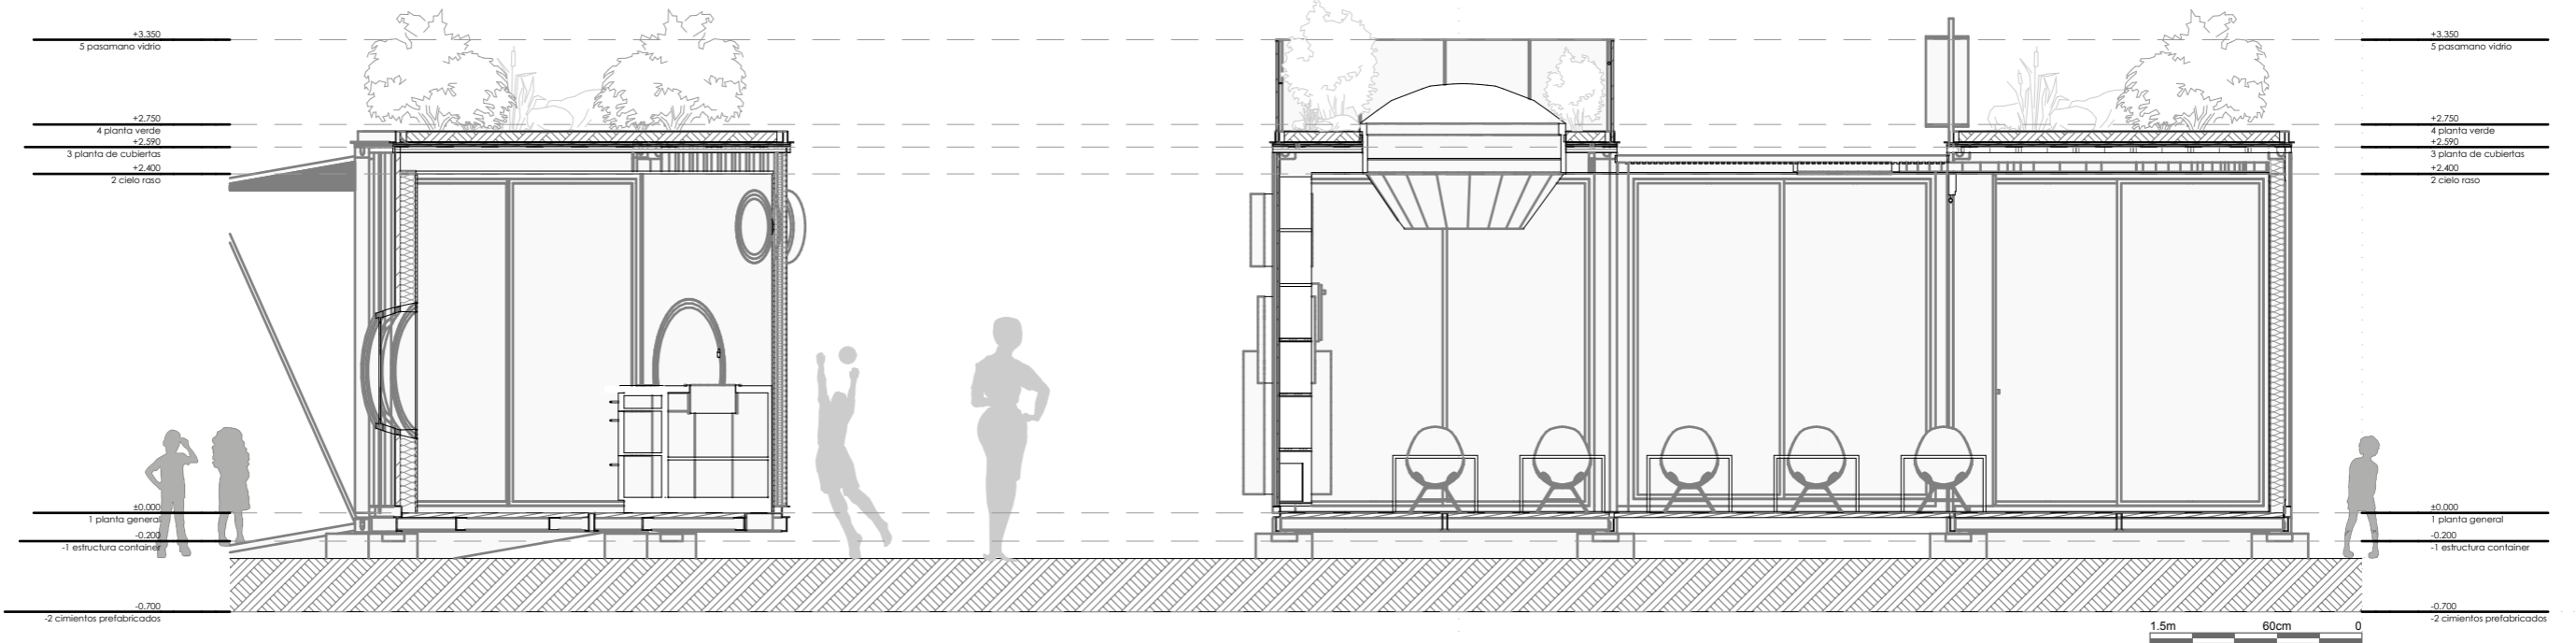 +3.350
5 pasamano vidrio
+2.750
4 planta verde
+2.590
3 planta de cubiertas
+2.400
2 cielo raso
±0.000
1 planta general
-0.200
-1 estructura container
-0.700
-2 cimientos prefabricados
+3.350
5 pasamano vidrio
+2.750
4 planta verde
+2.590
3 planta de cubiertas
+2.400
2 cielo raso
±0.000
1 planta general
-0.200
-1 estructura container
-0.700
-2 cimientos prefabricados
1.5m 60cm 0